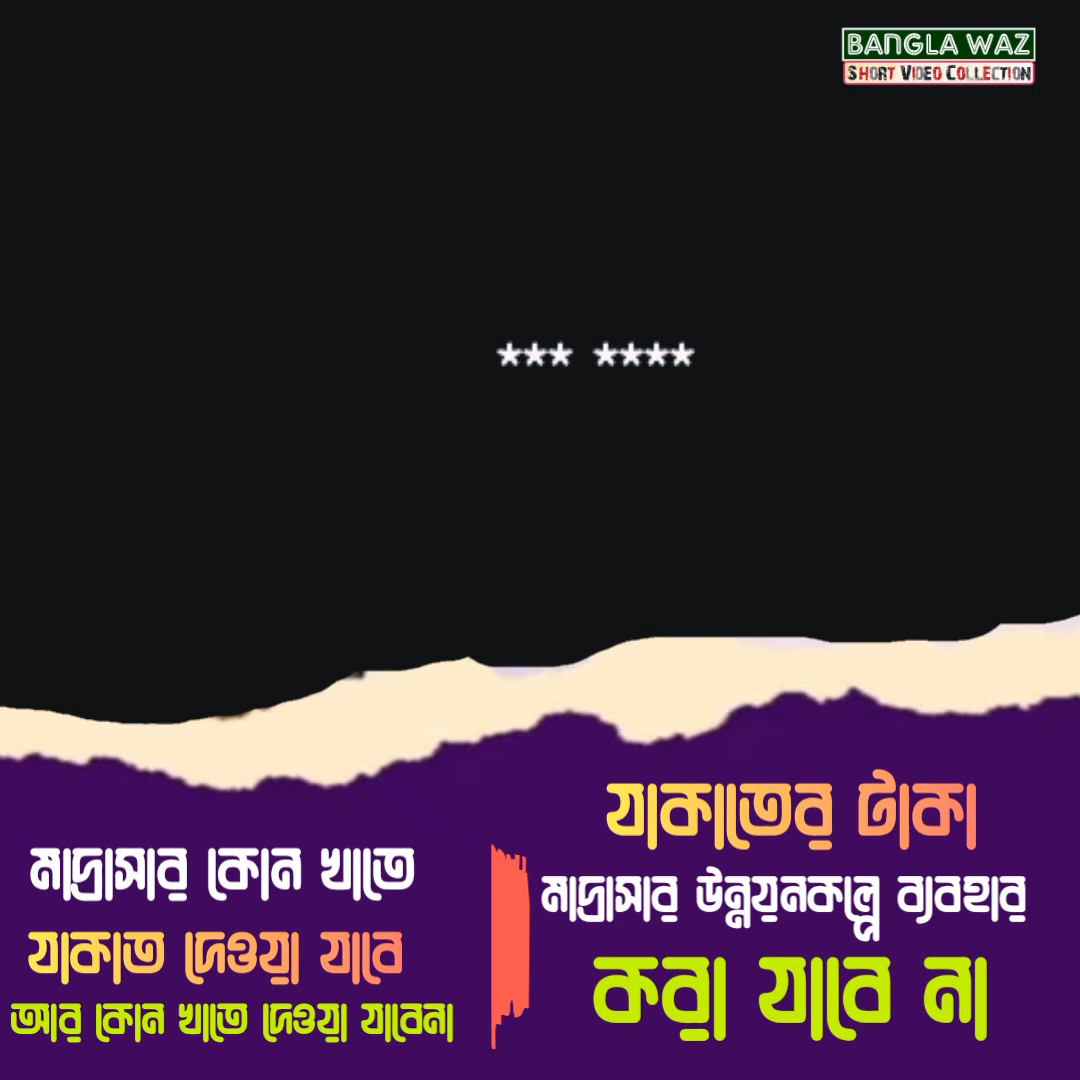 BANGLA WAZ
SHORT VIDEO COLLECTION
*** ****
মাদ্রাসার কোন খাতে
যাকাত দেওয়া যাবে
আর কোন খাতে দেওয়া যাবেনা
যাকাতের টাকা
মাদ্রাসার উন্নয়নকল্পে ব্যবহার
করা যাবে না